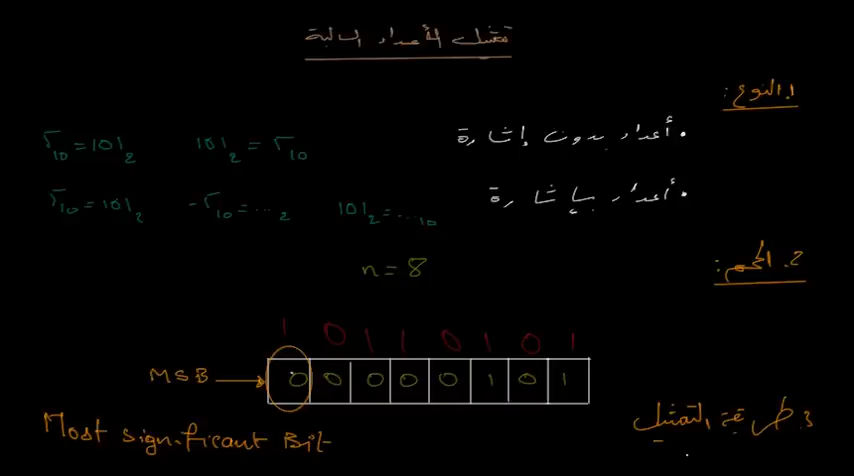 تمثيل الأعداد السالبة
1. النوع:
• أعداد بدون إشارة
101₂ = 5₁₀
5₁₀ = 101₂
• أعداد بإشارة
5₁₀ = 101₂
-5₁₀ = ...₂
101₂ = ...₁₀
2. الحجم:
n = 8
1 0 1 1 0 1 0 1
MSB
0 0 0 0 0 1 0 1
Most significant Bit
3. طريقة التمثيل